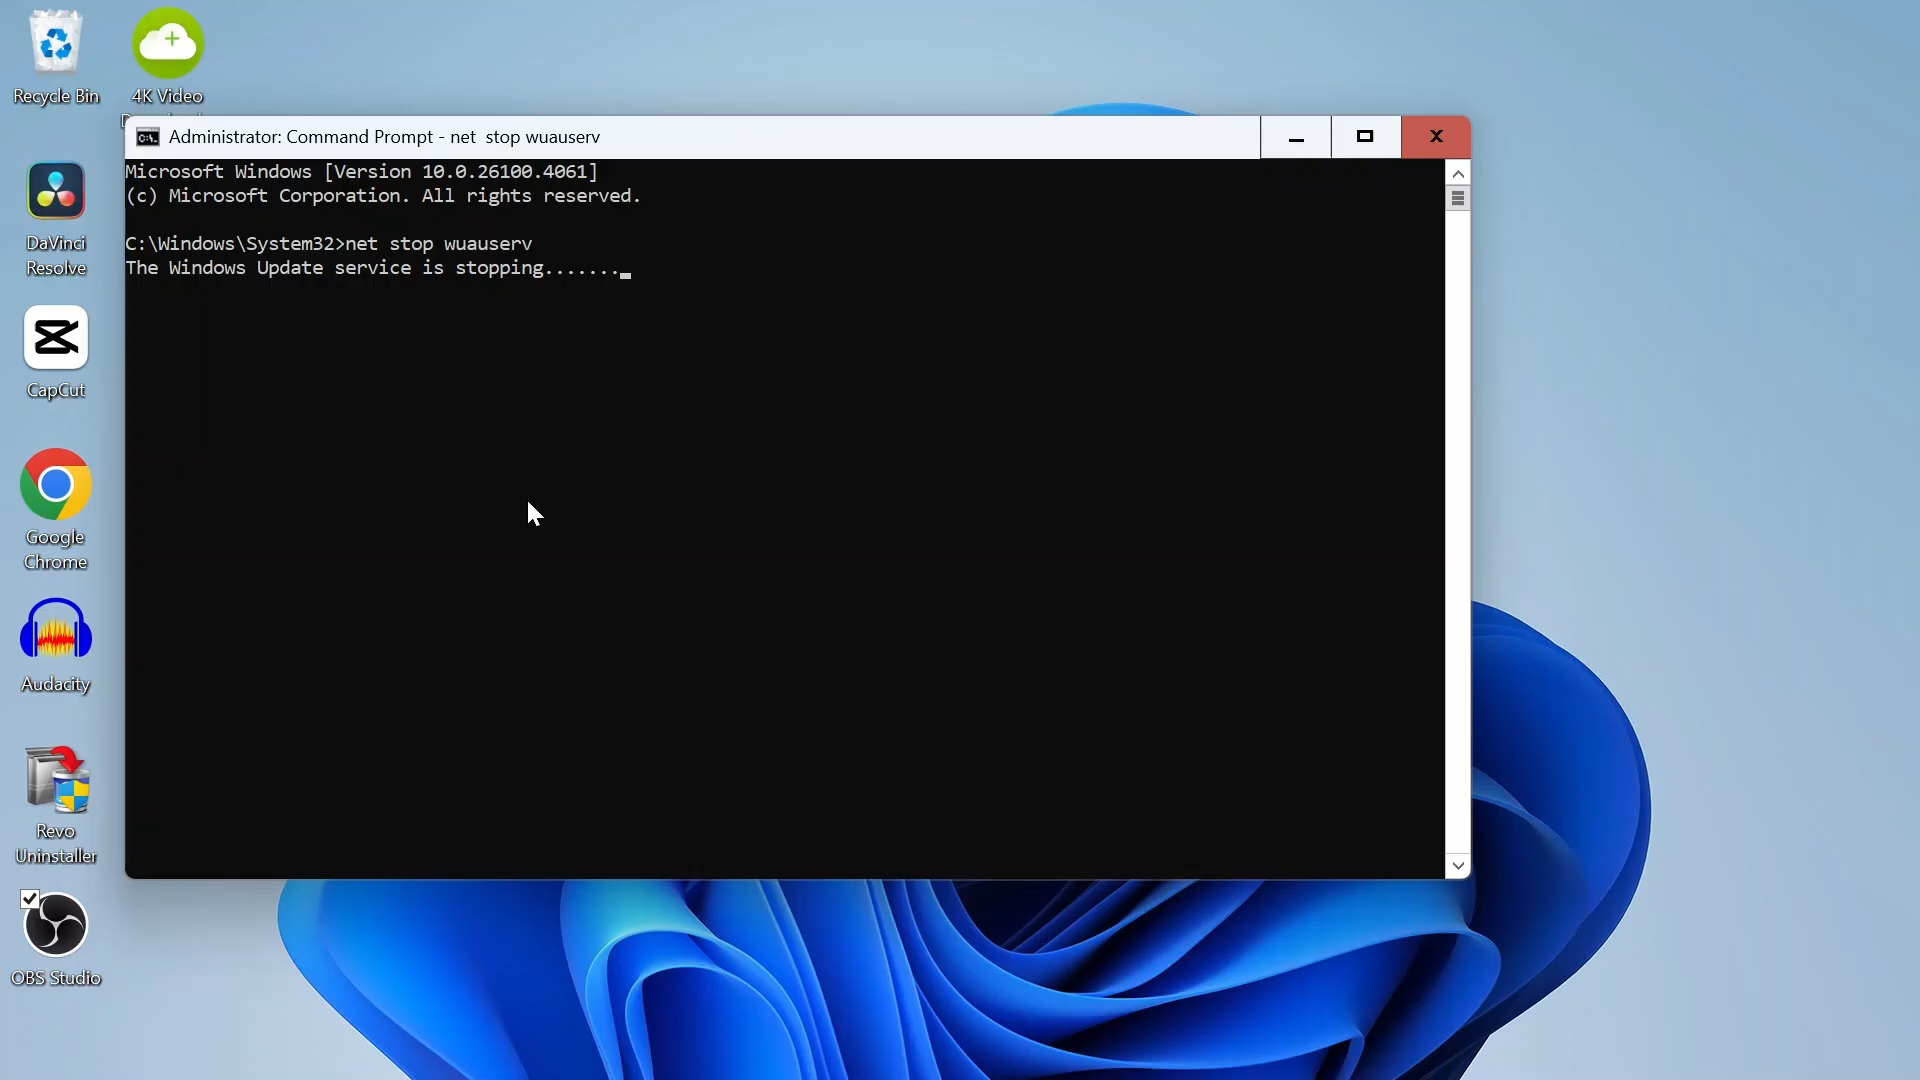 Recycle Bin
4K Video
Administrator: Command Prompt - net  stop wuauserv
Microsoft Windows [Version 10.0.26100.4061]
(c) Microsoft Corporation. All rights reserved.
C:\Windows\System32>net stop wuauserv
The Windows Update service is stopping.......
DaVinci
Resolve
CapCut
Google
Chrome
Audacity
Revo
Uninstaller
OBS Studio